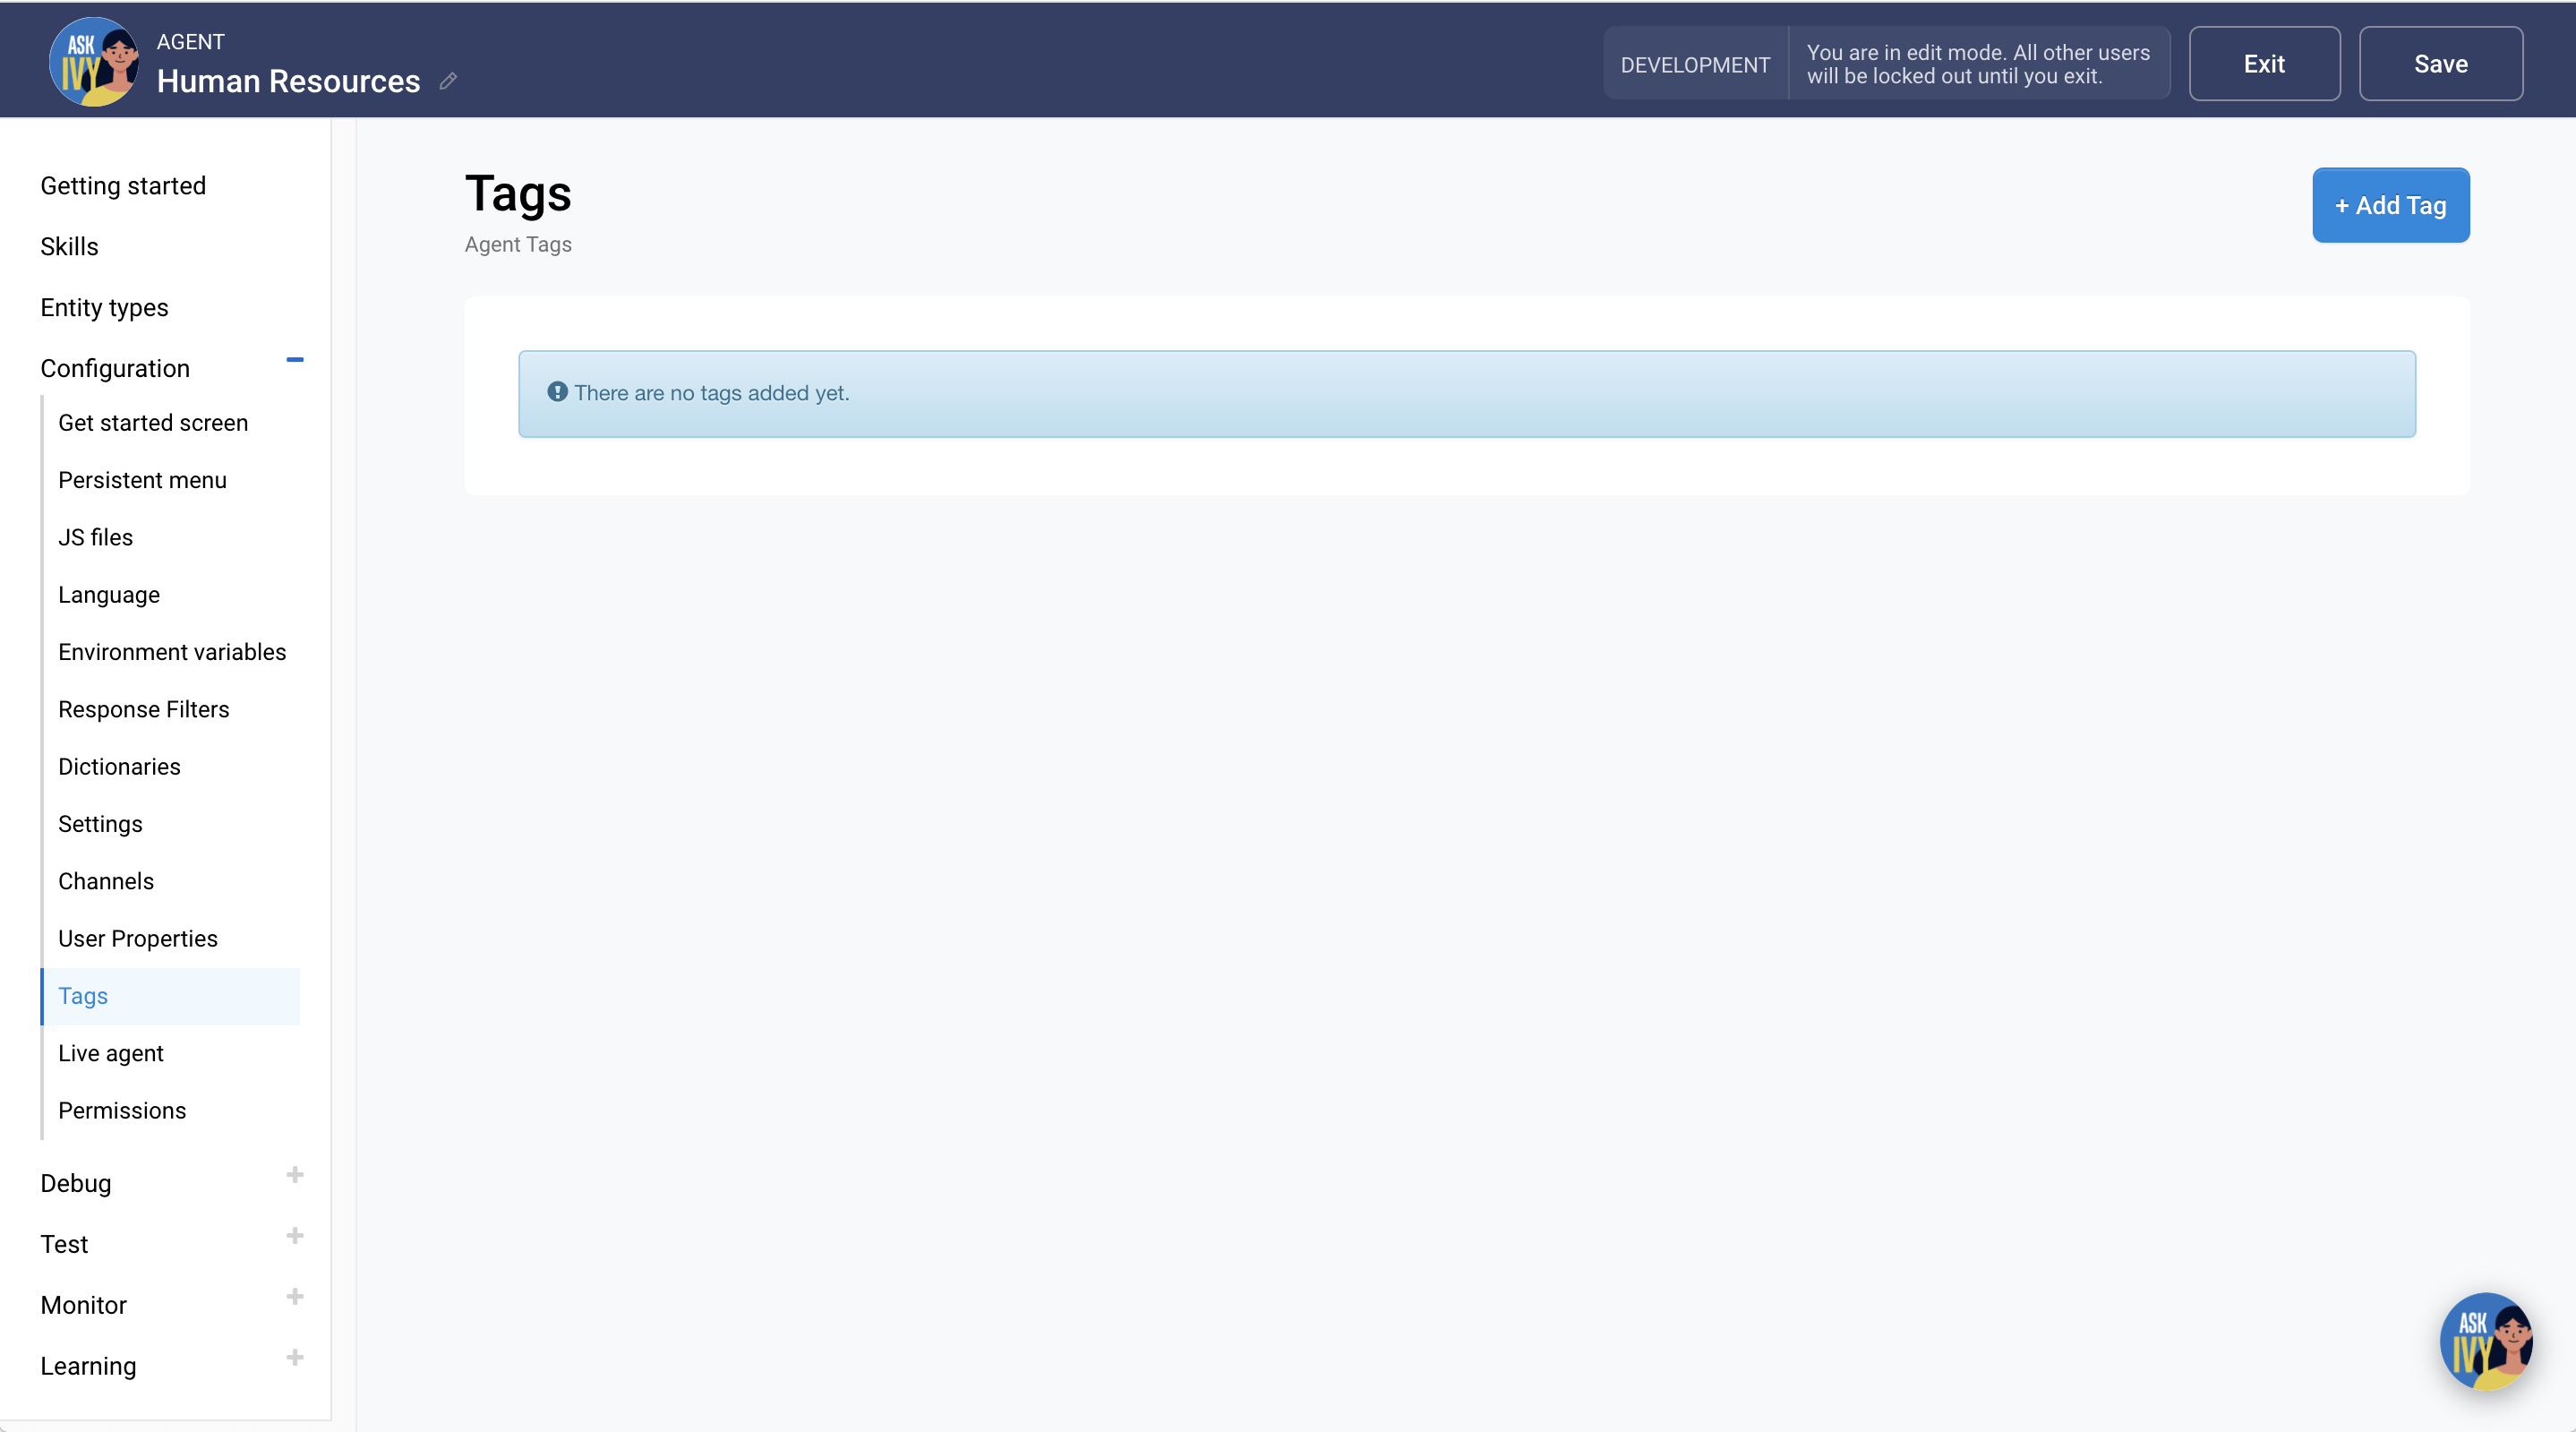 ASK
IVY
AGENT
Human Resources
DEVELOPMENT
You are in edit mode. All other users
will be locked out until you exit.
Exit
Save
Getting started
Skills
Entity types
Configuration
Get started screen
Persistent menu
JS files
Language
Environment variables
Response Filters
Dictionaries
Settings
Channels
User Properties
Tags
Live agent
Permissions
Debug
Test
Monitor
Learning
Tags
Agent Tags
+ Add Tag
There are no tags added yet.
ASK
IVY